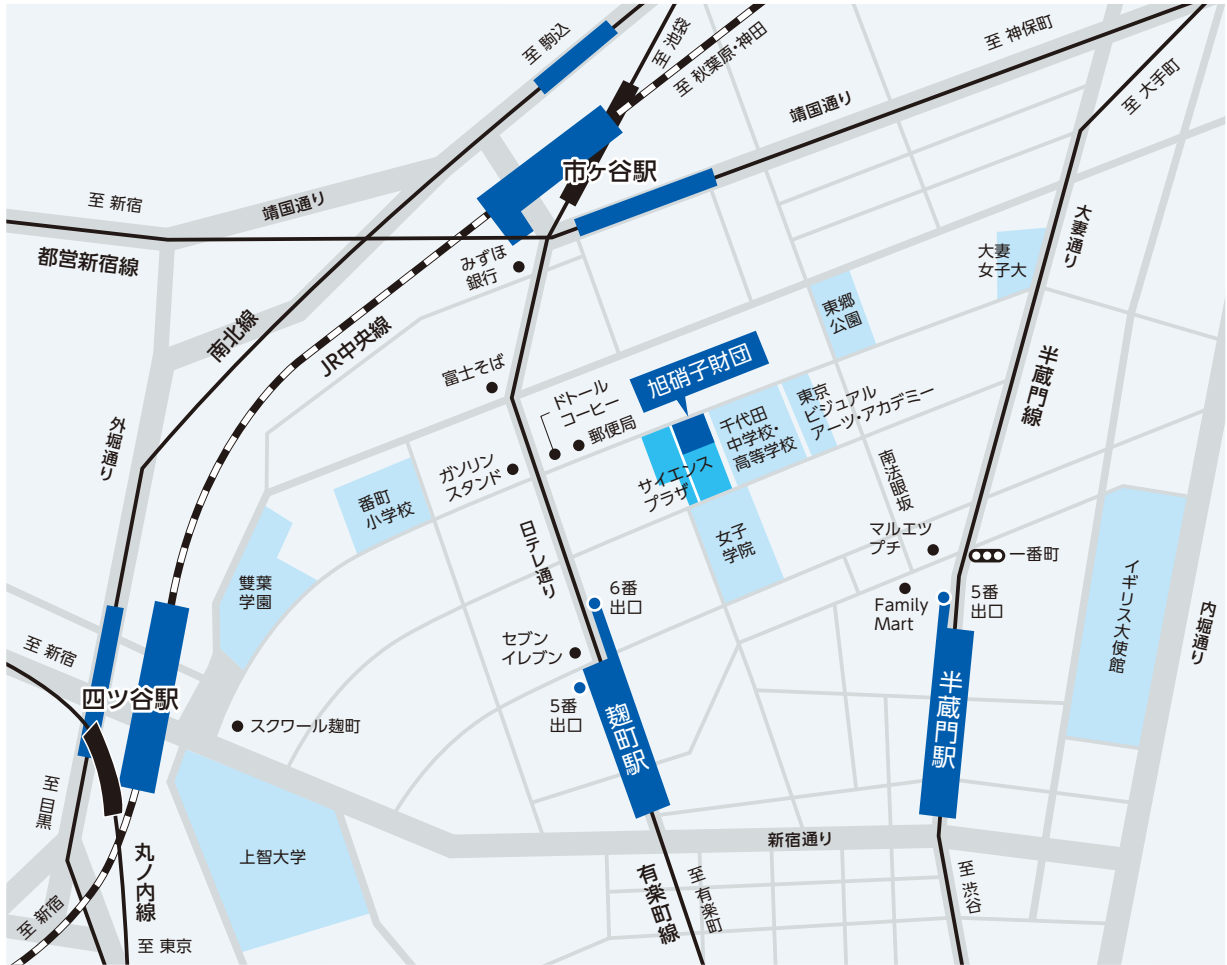 至 駒込
至 池袋
至 秋葉原・神田
至 神保町
至 大手町
靖国通り
市ヶ谷駅
至 新宿
靖国通り
都営新宿線
みずほ
銀行
大妻通り
大妻
女子大
南北線
JR中央線
東郷
公園
半蔵門線
富士そば
旭硝子財団
ドトール
コーヒー
郵便局
千代田
中学校・
高等学校
東京
ビジュアル
アーツ・アカデミー
外堀通り
ガソリン
スタンド
サイエンス
プラザ
南法眼坂
番町
小学校
日テレ通り
女子
学院
マルエツ
プチ
一番町
イギリス大使館
内堀通り
雙葉
学園
6番
出口
Family
Mart
5番
出口
セブン
イレブン
至 新宿
四ツ谷駅
5番
出口
麹町駅
半蔵門駅
スクワール麹町
至 目黒
新宿通り
上智大学
丸ノ内線
有楽町線
至 有楽町
至 渋谷
至 新宿
至 東京